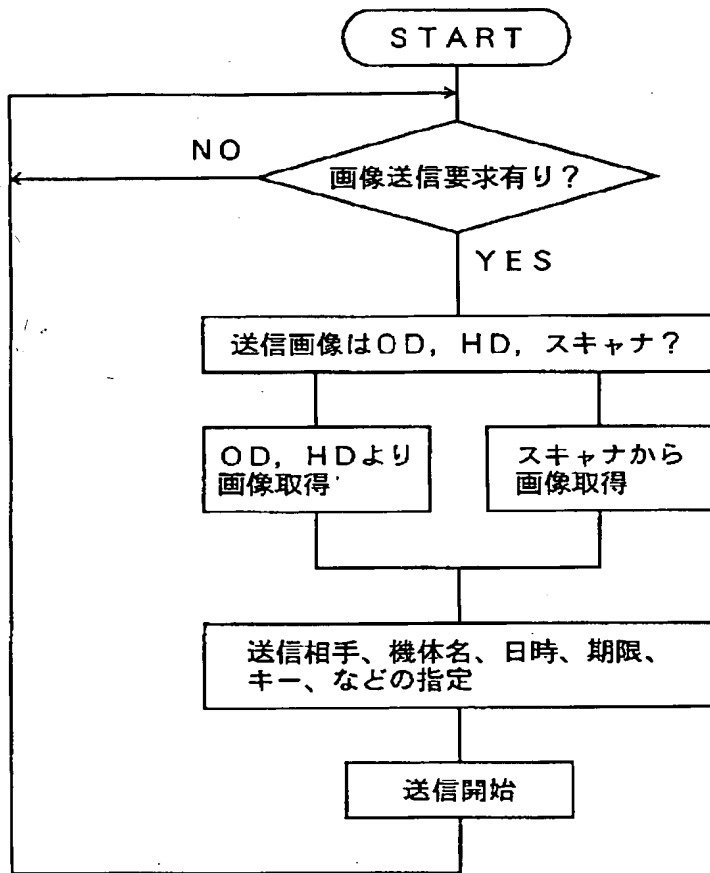 START
NO
画像送信要求有り？
YES
送信画像はOD，HD，スキャナ？
OD，HDより
画像取得
スキャナから
画像取得
送信相手、機体名、日時、期限、
キー、などの指定
送信開始